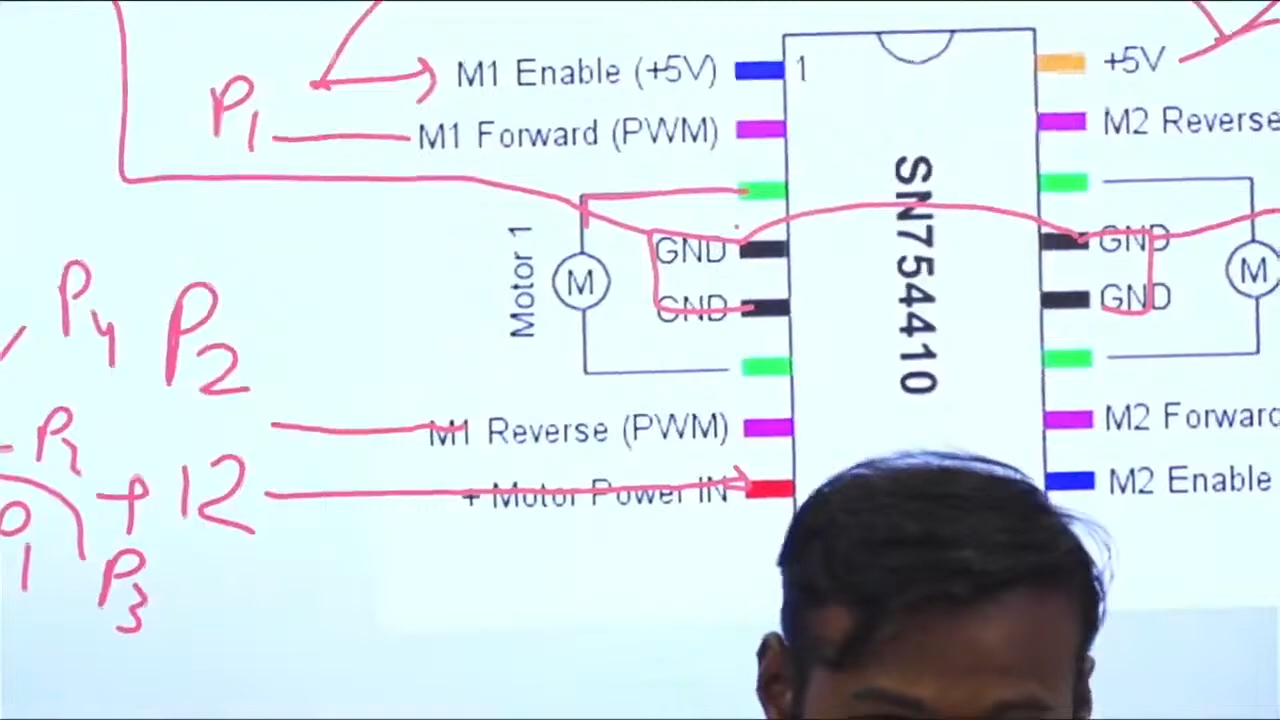 M1 Enable (+5V)
1
+5V
P1
M1 Forward (PWM)
M2 Reverse
SN754410
Motor 1
GND
GND
M
GND
GND
M
P4
P2
M1 Reverse (PWM)
M2 Forward
+12
+ Motor Power IN
M2 Enable
P3